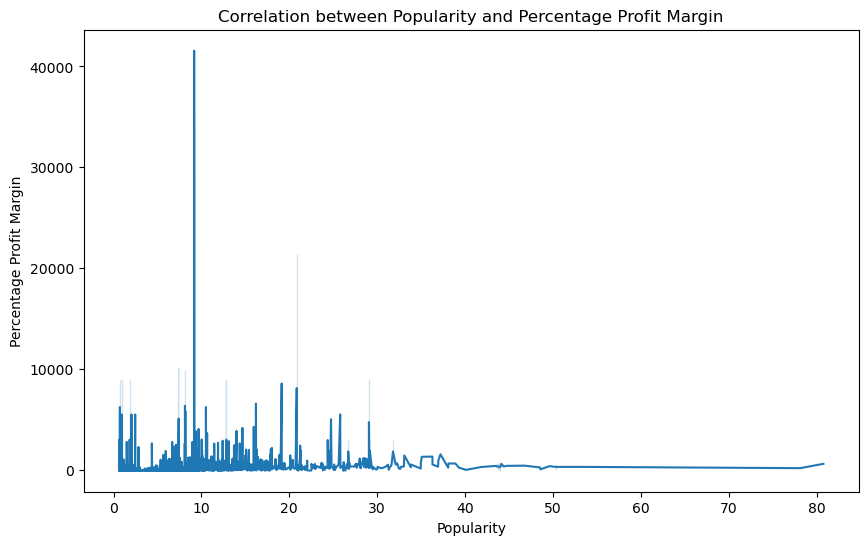 Correlation between Popularity and Percentage Profit Margin
40000
30000
20000
10000
0
Percentage Profit Margin
0 10 20 30 40 50 60 70 80
Popularity